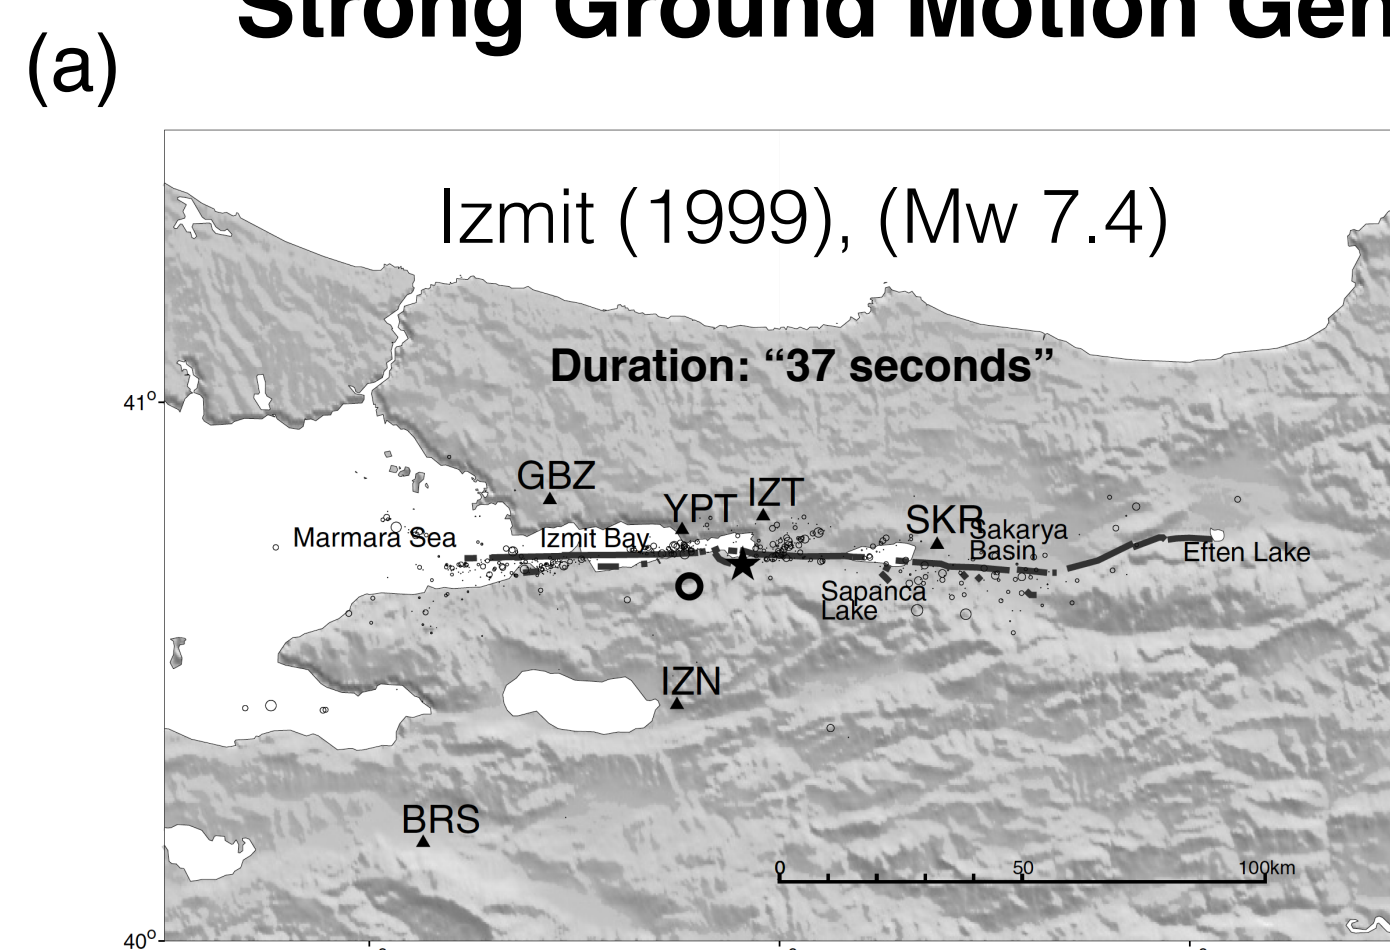 Strong Ground Motion Gen
(a)
Izmit (1999), (Mw 7.4)
Duration: “37 seconds”
41°
GBZ
YPT
IZT
SKR
Marmara Sea
Izmit Bay
Sakarya
Basin
Eften Lake
Sapanca
Lake
IZN
BRS
0
50
100km
40°